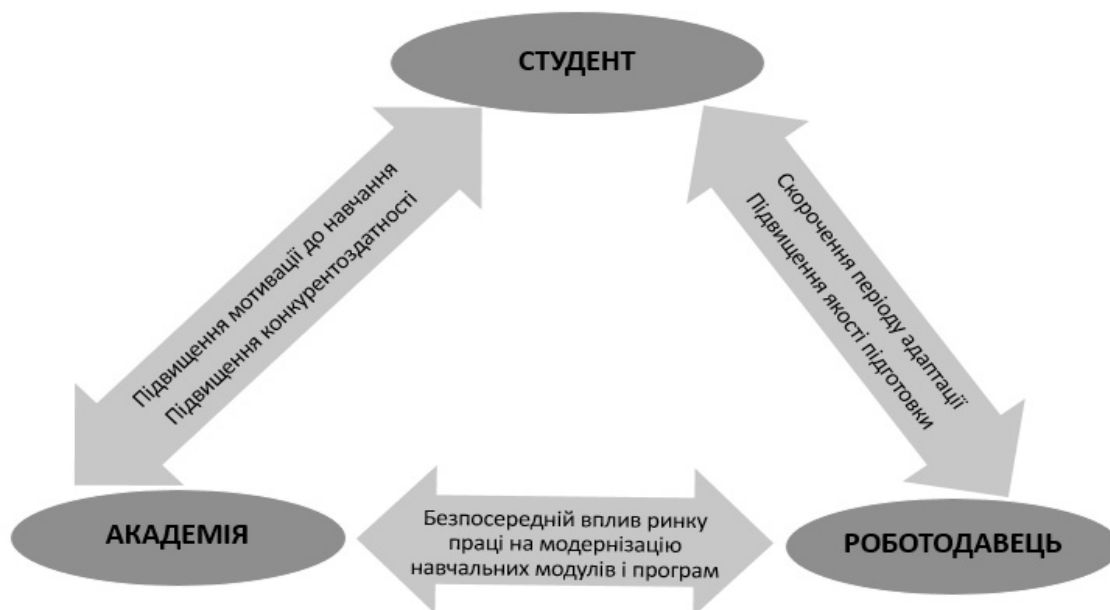 СТУДЕНТ
Підвищення мотивації до навчання
Підвищення конкурентоздатності
Скорочення періоду адаптації
Підвищення якості підготовки
АКАДЕМІЯ
Безпосередній вплив ринку
праці на модернізацію
навчальних модулів і програм
РОБОТОДАВЕЦЬ